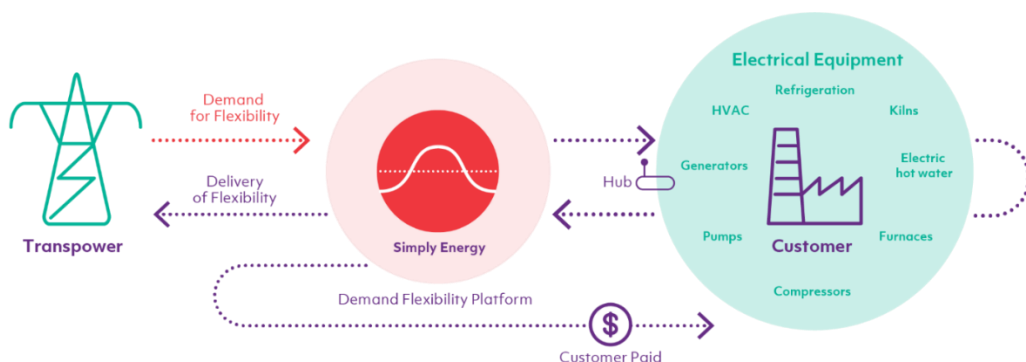 Electrical Equipment
Refrigeration
HVAC
Kilns
Demand
for Flexibility
Generators
Electric
hot water
Hub
Delivery
of Flexibility
Transpower
Simply Energy
Pumps
Customer
Furnaces
Compressors
Demand Flexibility Platform
$
Customer Paid